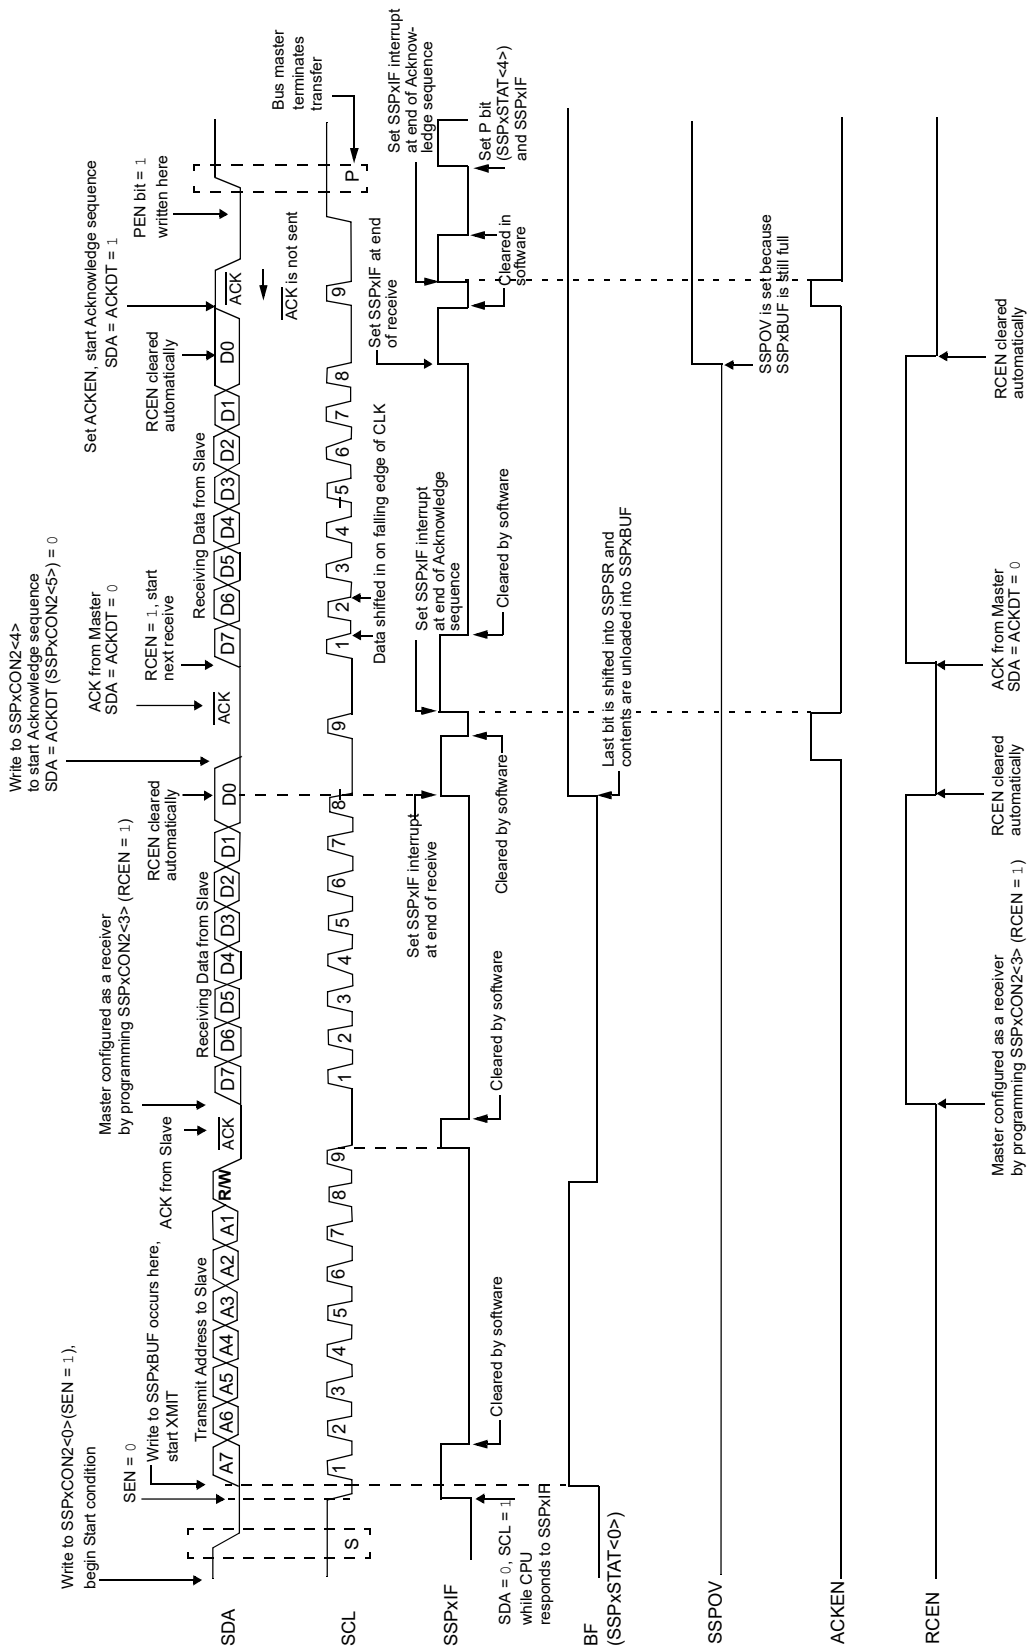 Write to SSPxCON2<0>(SEN = 1),
begin Start condition
SEN = 0
Write to SSPxBUF occurs here,
start XMIT
ACK from Slave
Master configured as a receiver
by programming SSPxCON2<3> (RCEN = 1)
RCEN cleared
automatically
Write to SSPxCON2<4>
to start Acknowledge sequence
SDA = ACKDT (SSPxCON2<5>) = 0
ACK from Master
SDA = ACKDT = 0
RCEN = 1, start
next receive
RCEN cleared
automatically
Set ACKEN, start Acknowledge sequence
SDA = ACKDT = 1
PEN bit = 1
written here
Transmit Address to Slave
Receiving Data from Slave
Receiving Data from Slave
SDA
A7 A6 A5 A4 A3 A2 A1 R/W ACK D7 D6 D5 D4 D3 D2 D1 D0 ACK D7 D6 D5 D4 D3 D2 D1 D0 ACK
ACK is not sent
Bus master
terminates
transfer
SCL
S 1 2 3 4 5 6 7 8 9 1 2 3 4 5 6 7 8 9 1 2 3 4 5 6 7 8 9 P
Data shifted in on falling edge of CLK
Set SSPxIF interrupt
at end of receive
Set SSPxIF interrupt
at end of Acknowledge
sequence
Set SSPxIF at end
of receive
Set SSPxIF interrupt
at end of Acknow-
ledge sequence
SSPxIF
SDA = 0, SCL = 1
while CPU
responds to SSPxIF
Cleared by software
Cleared by software
Cleared by software
Cleared by software
Cleared by software
Cleared in
software
Set P bit
(SSPxSTAT<4>)
and SSPxIF
BF
(SSPxSTAT<0>)
Last bit is shifted into SSPSR and
contents are unloaded into SSPxBUF
SSPOV
SSPOV is set because
SSPxBUF is still full
ACKEN
RCEN
Master configured as a receiver
by programming SSPxCON2<3> (RCEN = 1)
RCEN cleared
automatically
ACK from Master
SDA = ACKDT = 0
RCEN cleared
automatically